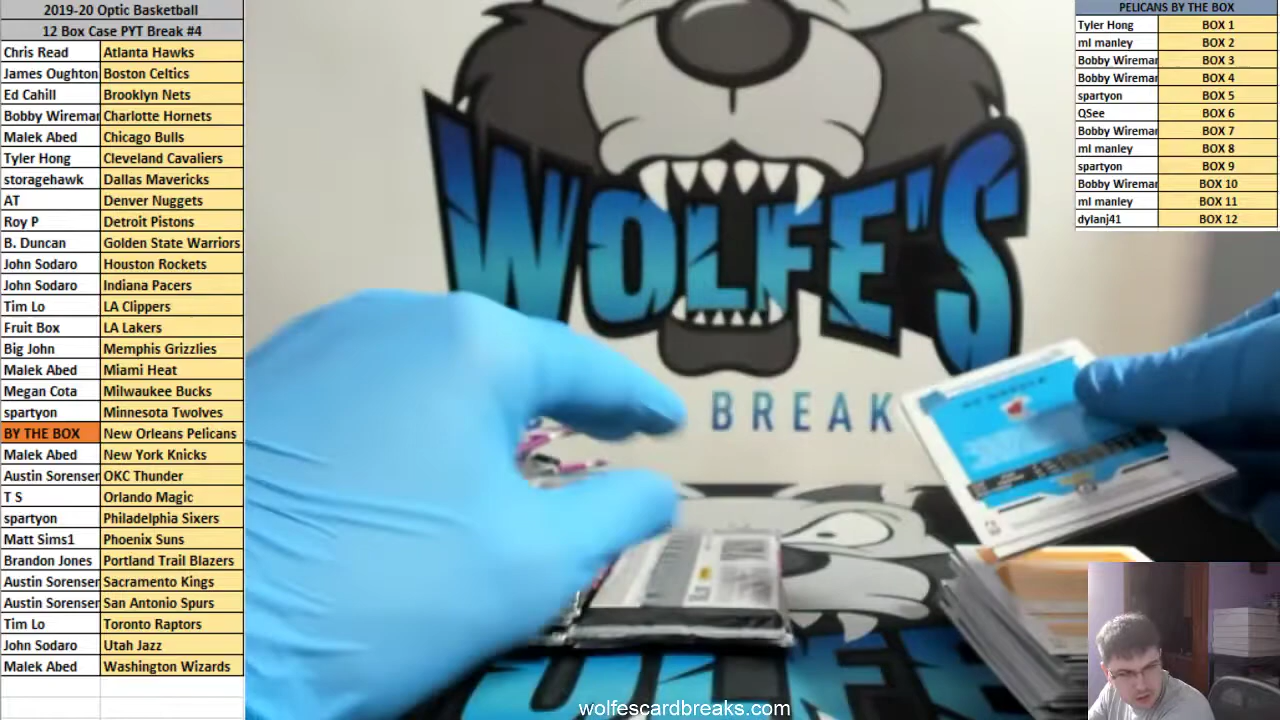 2019-20 Optic Basketball
12 Box Case PYT Break #4
Chris Read Atlanta Hawks
James Oughton Boston Celtics
Ed Cahill Brooklyn Nets
Bobby Wireman Charlotte Hornets
Malek Abed Chicago Bulls
Tyler Hong Cleveland Cavaliers
storagehawk Dallas Mavericks
AT Denver Nuggets
Roy P Detroit Pistons
B. Duncan Golden State Warriors
John Sodaro Houston Rockets
John Sodaro Indiana Pacers
Tim Lo LA Clippers
Fruit Box LA Lakers
Big John Memphis Grizzlies
Malek Abed Miami Heat
Megan Cota Milwaukee Bucks
spartyon Minnesota Twolves
BY THE BOX New Orleans Pelicans
Malek Abed New York Knicks
Austin Sorensen OKC Thunder
T S Orlando Magic
spartyon Philadelphia Sixers
Matt Sims1 Phoenix Suns
Brandon Jones Portland Trail Blazers
Austin Sorensen Sacramento Kings
Austin Sorensen San Antonio Spurs
Tim Lo Toronto Raptors
John Sodaro Utah Jazz
Malek Abed Washington Wizards
PELICANS BY THE BOX
Tyler Hong BOX 1
ml manley BOX 2
Bobby Wireman BOX 3
Bobby Wireman BOX 4
spartyon BOX 5
QSee BOX 6
Bobby Wireman BOX 7
ml manley BOX 8
spartyon BOX 9
Bobby Wireman BOX 10
ml manley BOX 11
dylanj41 BOX 12
WOLFE'S
BREAK
wolfescardbreaks.com